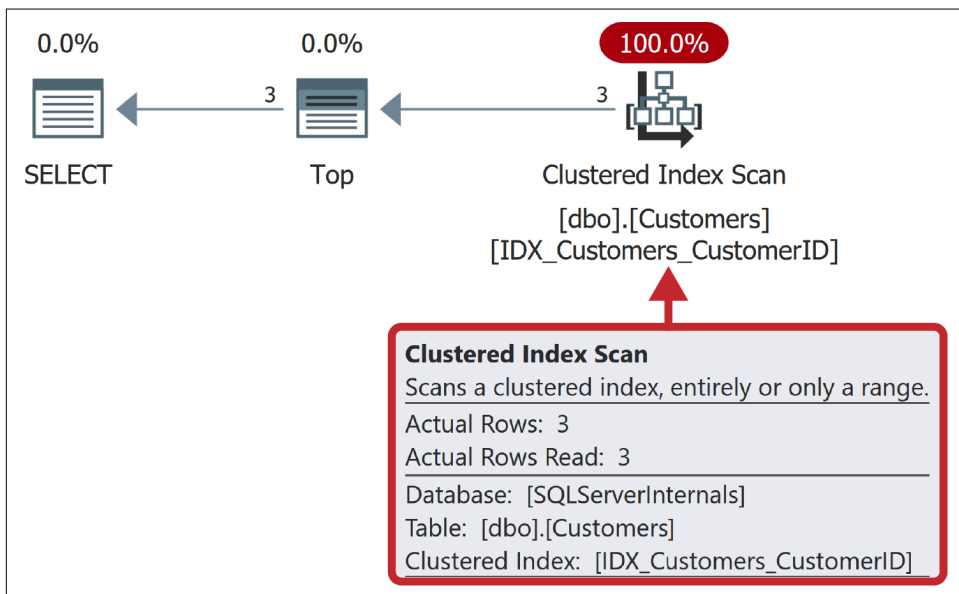 0.0%
0.0%
100.0%
3
3
SELECT
Top
Clustered Index Scan
[dbo].[Customers]
[IDX_Customers_CustomerID]
Clustered Index Scan
Scans a clustered index, entirely or only a range.
Actual Rows: 3
Actual Rows Read: 3
Database: [SQLServerInternals]
Table: [dbo].[Customers]
Clustered Index: [IDX_Customers_CustomerID]